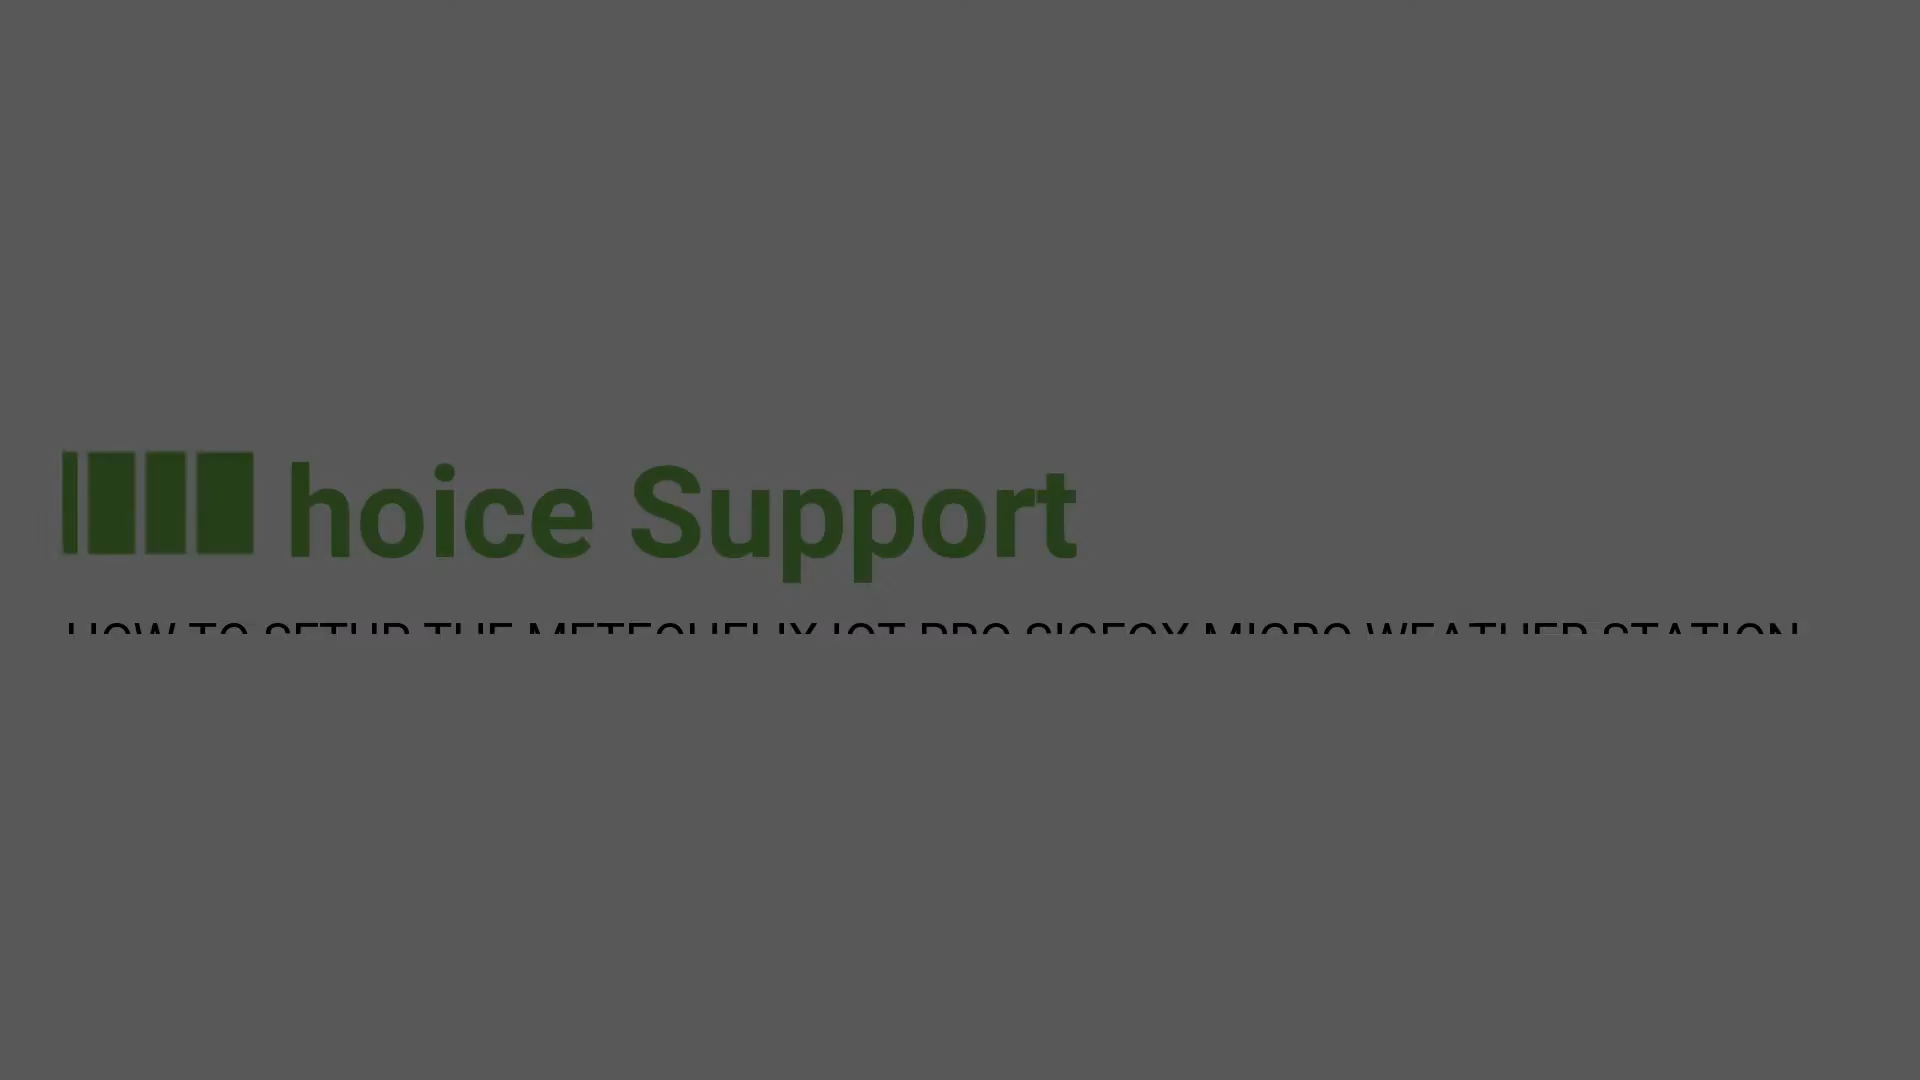 hoice Support
HOW TO SETUP THE METEOHELIX IOT PRO SIGFOX MICRO WEATHER STATION